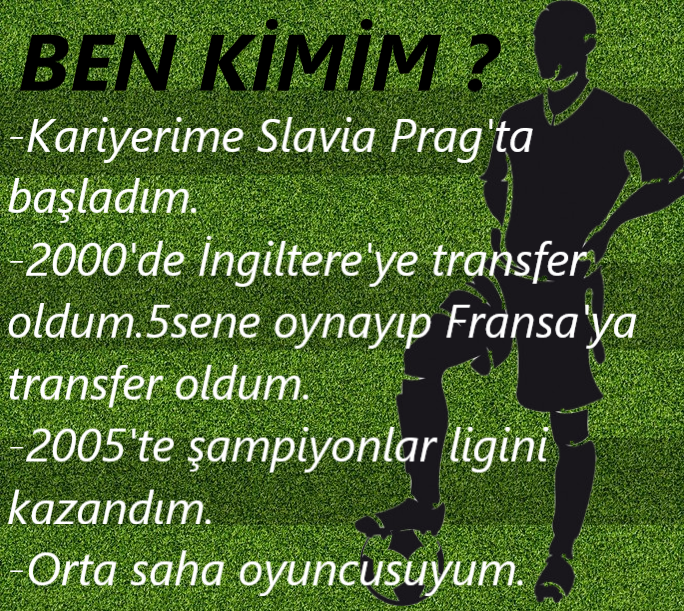 BEN KİMİM ?
-Kariyerime Slavia Prag'ta
başladım.
-2000'de İngiltere'ye transfer
oldum.5sene oynayıp Fransa'ya
transfer oldum.
-2005'te şampiyonlar ligini
kazandım.
-Orta saha oyuncusuyum.